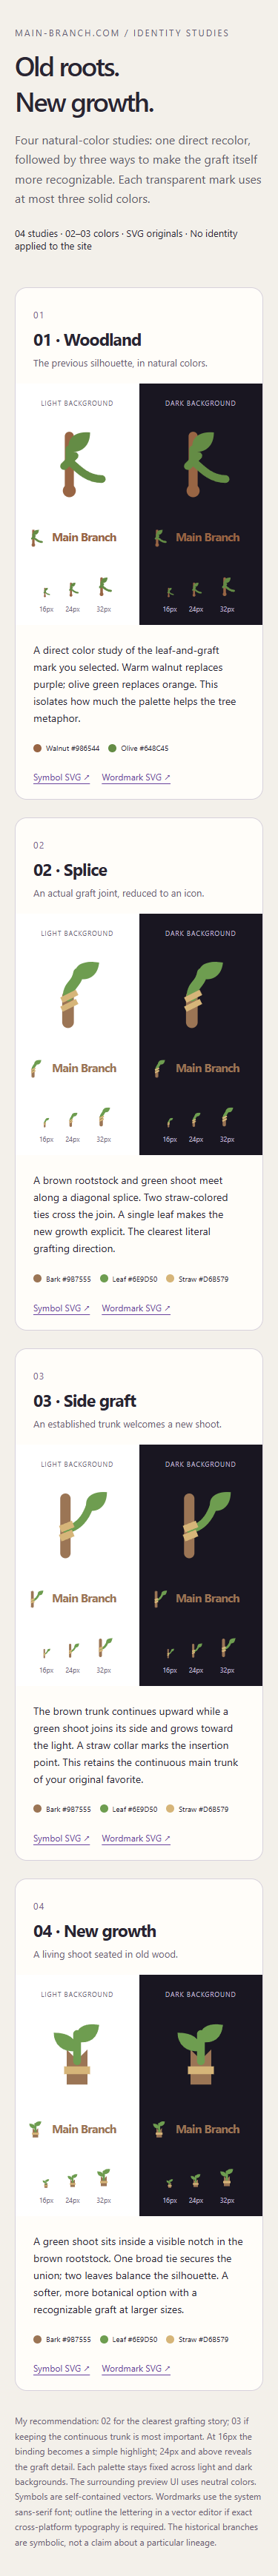 MAIN-BRANCH.COM / IDENTITY STUDIES
Old roots.
New growth.
Four natural-color studies: one direct recolor,
followed by three ways to make the graft itself
more recognizable. Each transparent mark uses
at most three solid colors.
04 studies · 02–03 colors · SVG originals · No identity
applied to the site
01
01 · Woodland
The previous silhouette, in natural colors.
LIGHT BACKGROUND
DARK BACKGROUND
Main Branch
Main Branch
16px 24px 32px
16px 24px 32px
A direct color study of the leaf-and-graft
mark you selected. Warm walnut replaces
purple; olive green replaces orange. This
isolates how much the palette helps the tree
metaphor.
Walnut #986544 Olive #648C45
Symbol SVG ↗ Wordmark SVG ↗
02
02 · Splice
An actual graft joint, reduced to an icon.
LIGHT BACKGROUND
DARK BACKGROUND
Main Branch
Main Branch
16px 24px 32px
16px 24px 32px
A brown rootstock and green shoot meet
along a diagonal splice. Two straw-colored
ties cross the join. A single leaf makes the
new growth explicit. The clearest literal
grafting direction.
Bark #987555 Leaf #6E9D50 Straw #D6B579
Symbol SVG ↗ Wordmark SVG ↗
03
03 · Side graft
An established trunk welcomes a new shoot.
LIGHT BACKGROUND
DARK BACKGROUND
Main Branch
Main Branch
16px 24px 32px
16px 24px 32px
The brown trunk continues upward while a
green shoot joins its side and grows toward
the light. A straw collar marks the insertion
point. This retains the continuous main trunk
of your original favorite.
Bark #987555 Leaf #6E9D50 Straw #D6B579
Symbol SVG ↗ Wordmark SVG ↗
04
04 · New growth
A living shoot seated in old wood.
LIGHT BACKGROUND
DARK BACKGROUND
Main Branch
Main Branch
16px 24px 32px
16px 24px 32px
A green shoot sits inside a visible notch in the
brown rootstock. One broad tie secures the
union; two leaves balance the silhouette. A
softer, more botanical option with a
recognizable graft at larger sizes.
Bark #987555 Leaf #6E9D50 Straw #D6B579
Symbol SVG ↗ Wordmark SVG ↗
My recommendation: 02 for the clearest grafting story; 03 if
keeping the continuous trunk is most important. At 16px the
binding becomes a simple highlight; 24px and above reveals
the graft detail. Each palette stays fixed across light and dark
backgrounds. The surrounding preview UI uses neutral colors.
Symbols are self-contained vectors. Wordmarks use the system
sans-serif font; outline the lettering in a vector editor if exact
cross-platform typography is required. The historical branches
are symbolic, not a claim about a particular lineage.